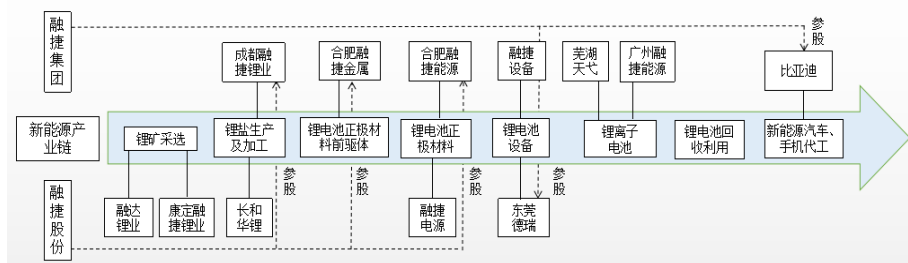 融
捷
集
团
参
股
成都融
捷锂业
合肥融
捷金属
合肥融
捷能源
融捷
设备
芜湖
天弋
广州融
捷能源
比亚迪
新能源产
业链
锂矿采选
锂盐生产
及加工
锂电池正极材
料前驱体
锂电池正
极材料
锂电池
设备
锂离子
电池
锂电池回
收利用
新能源汽车、
手机代工
参
股
参
股
参
股
参
股
融
捷
股
份
融达
锂业
康定融
捷锂业
长和
华锂
融捷
电源
东莞
德瑞